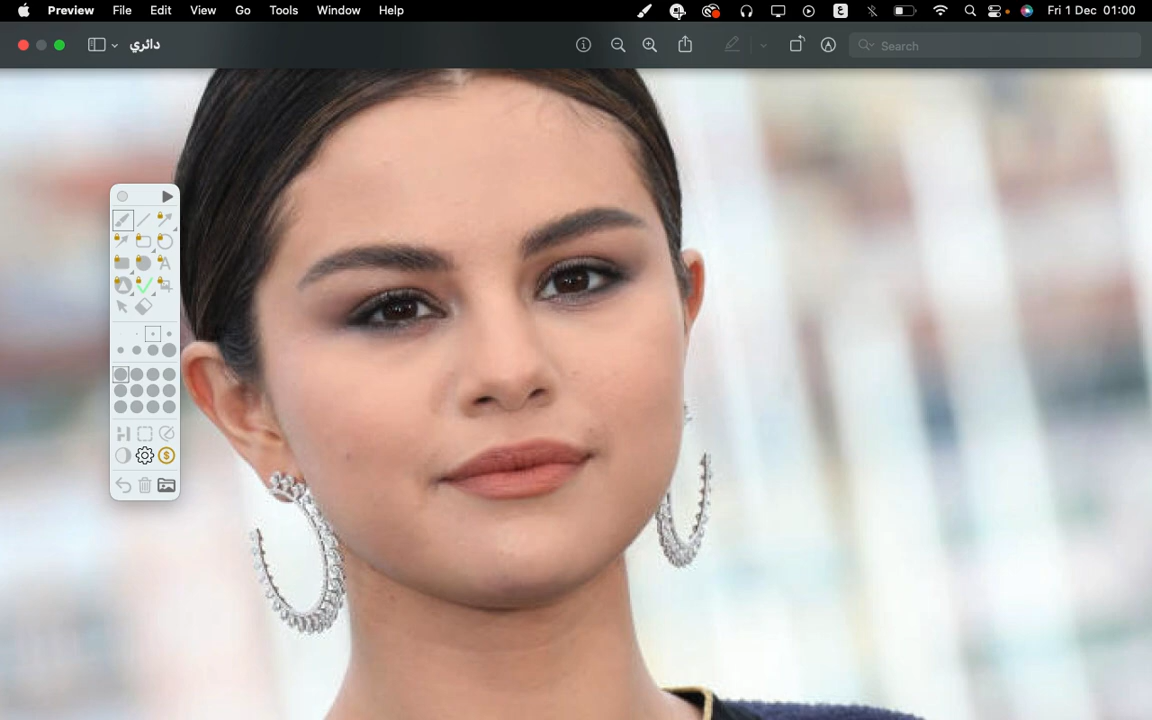 Preview File Edit View Go Tools Window Help Fri 1 Dec 01:00
دائري Search
A
$